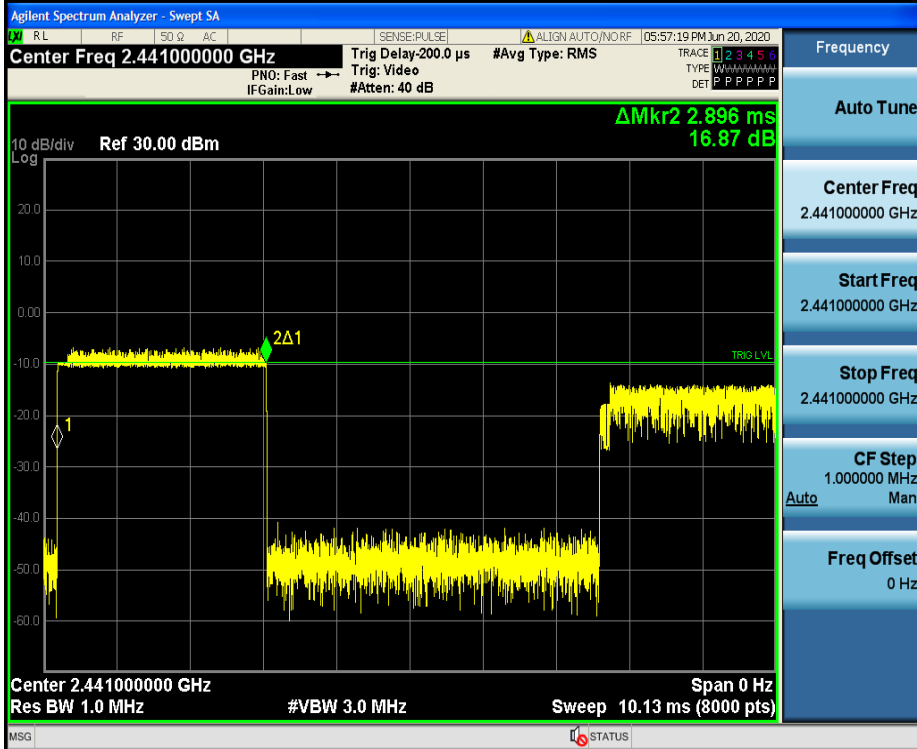 Agilent Spectrum Analyzer - Swept SA
LXI RL RF 50 Ω AC SENSE:PULSE ALIGN AUTO/NO RF 05:57:19 PM Jun 20, 2020
Center Freq 2.441000000 GHz
PNO: Fast
IFGain:Low
Trig Delay-200.0 µs
Trig: Video
#Atten: 40 dB
#Avg Type: RMS
TRACE 1 2 3 4 5 6
TYPE WWWWWW
DET P P P P P P
ΔMkr2 2.896 ms
16.87 dB
10 dB/div Ref 30.00 dBm
Log
20.0
10.0
0.00
-10.0
-20.0
-30.0
-40.0
-50.0
-60.0
2Δ1
TRIG LVL
1
Center 2.441000000 GHz Span 0 Hz
Res BW 1.0 MHz #VBW 3.0 MHz Sweep 10.13 ms (8000 pts)
MSG STATUS
Frequency
Auto Tune
Center Freq
2.441000000 GHz
Start Freq
2.441000000 GHz
Stop Freq
2.441000000 GHz
CF Step
1.000000 MHz
Auto Man
Freq Offset
0 Hz